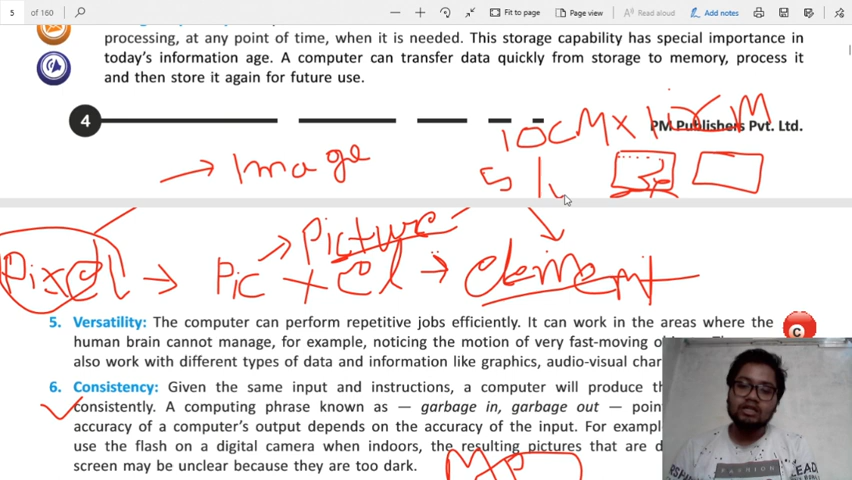 5 of 160 Fit to page Page view Read aloud Add notes
processing, at any point of time, when it is needed. This storage capability has special importance in
today's information age. A computer can transfer data quickly from storage to memory, process it
and then store it again for future use.
10CM X 10CM
4 PM Publishers Pvt. Ltd.
→ Image
5
→ Picture
Pixel → Pic + El → element
5. Versatility: The computer can perform repetitive jobs efficiently. It can work in the areas where the
human brain cannot manage, for example, noticing the motion of very fast-moving
also work with different types of data and information like graphics, audio-visual
C
6. Consistency: Given the same input and instructions, a computer will produce
consistently. A computing phrase known as — garbage in, garbage out —
accuracy of a computer's output depends on the accuracy of the input. For
use the flash on a digital camera when indoors, the resulting pictures that are
screen may be unclear because they are too dark.
MP
FASHION